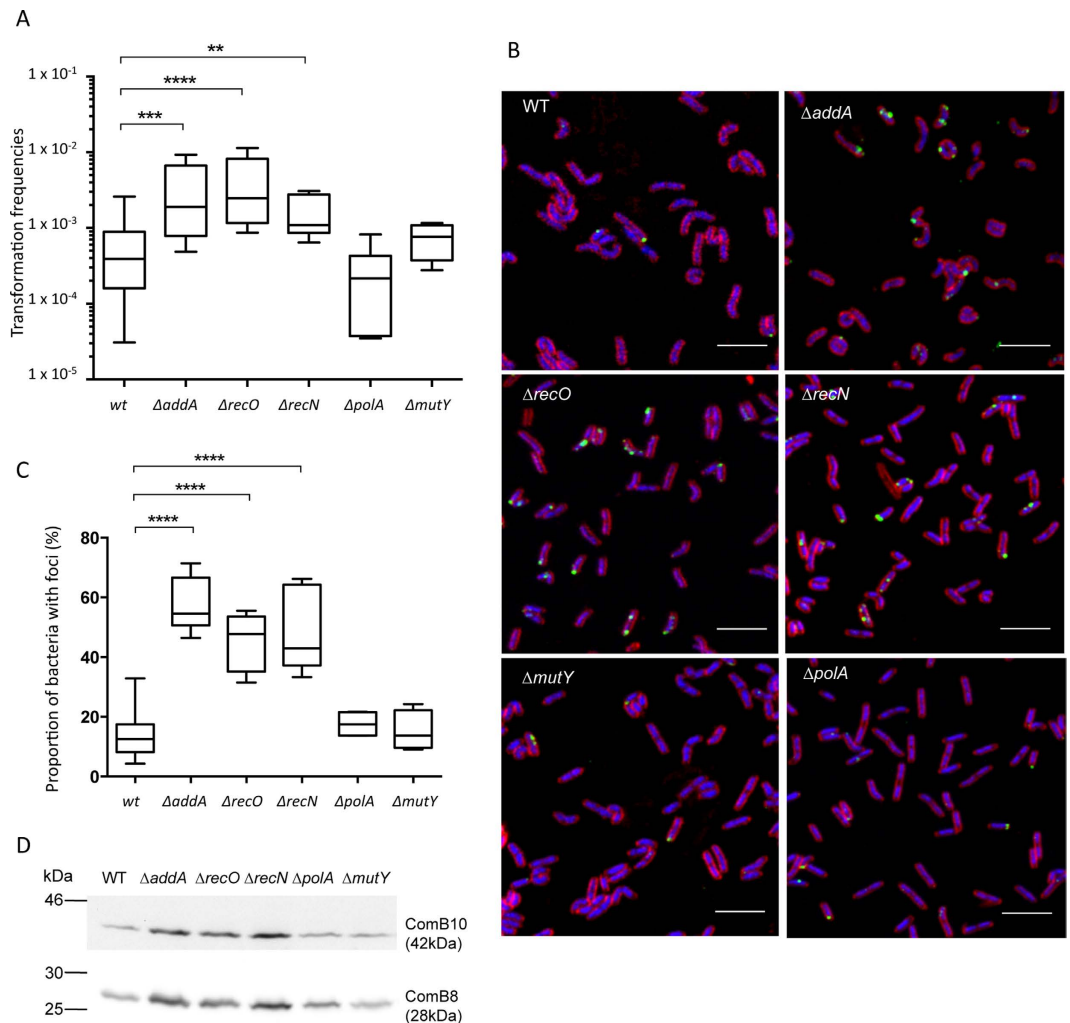 A
**
****
***
1 x 10-1
1 x 10-2
1 x 10-3
1 x 10-4
1 x 10-5
Transformation frequencies
wt ΔaddA ΔrecO ΔrecN ΔpolA ΔmutY
B
WT
ΔaddA
ΔrecO
ΔrecN
ΔmutY
ΔpolA
C
****
****
****
80
60
40
20
0
Proportion of bacteria with foci (%)
wt ΔaddA ΔrecO ΔrecN ΔpolA ΔmutY
D
kDa WT ΔaddA ΔrecO ΔrecN ΔpolA ΔmutY
46
ComB10
(42kDa)
30
25
ComB8
(28kDa)